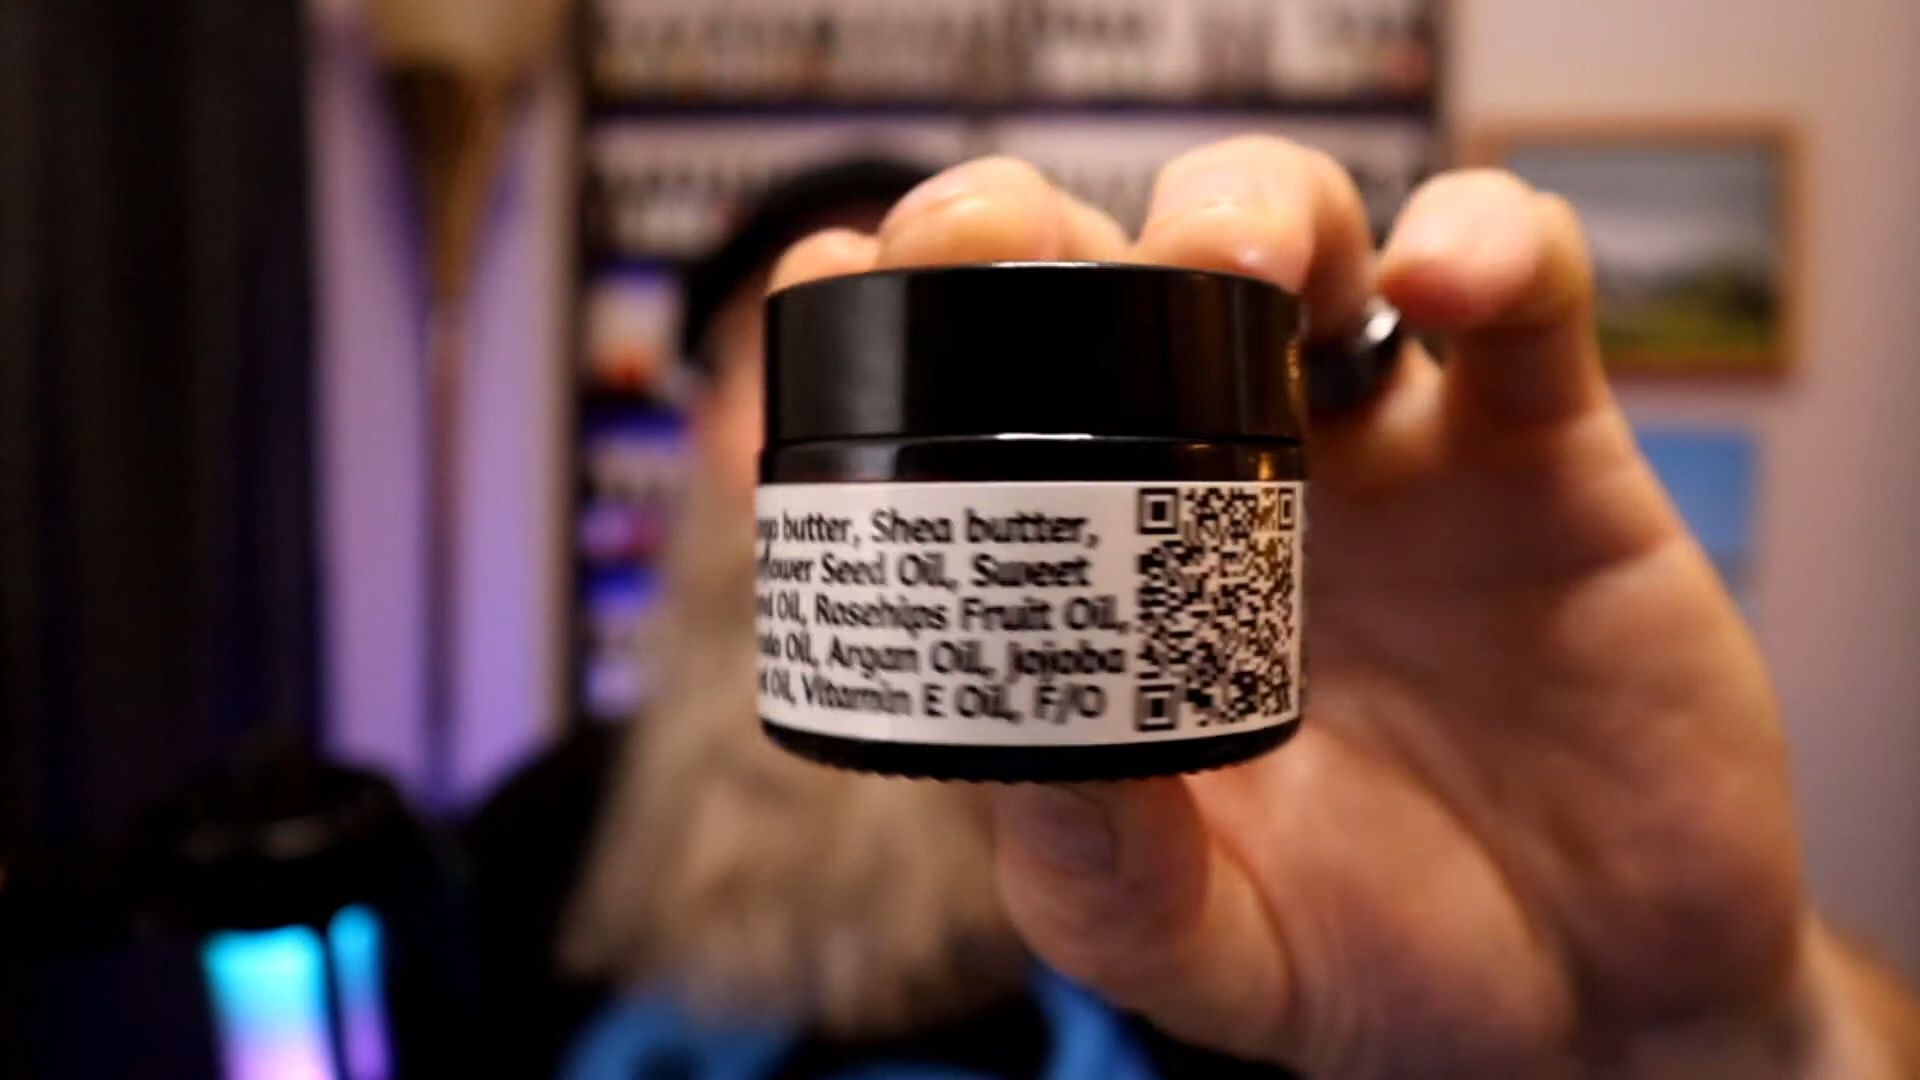 butter, Shea butter,
Seed Oil, Sweet
Oil, Rosehips Fruit Oil,
Oil, Argan Oil, Jojoba
Oil, Vitamin E Oil, F/O